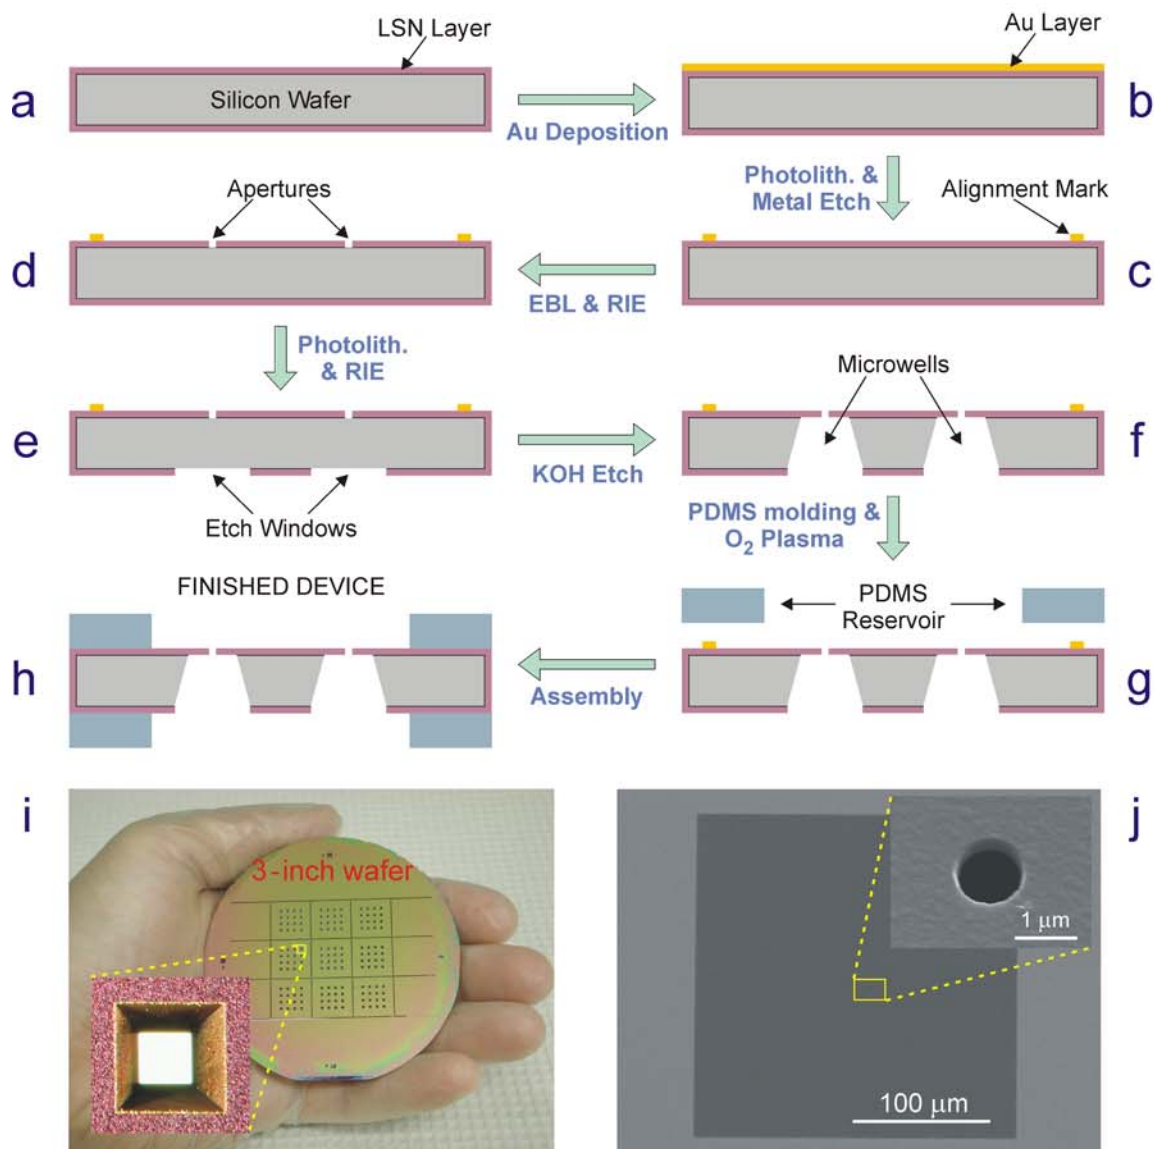 LSN Layer
Au Layer
a
Silicon Wafer
Au Deposition
b
Photolith. &
Metal Etch
Apertures
Alignment Mark
d
EBL & RIE
c
Photolith.
& RIE
Microwells
e
KOH Etch
f
Etch Windows
PDMS molding &
O₂ Plasma
FINISHED DEVICE
PDMS
Reservoir
h
Assembly
g
i
3-inch wafer
j
1 μm
100 μm